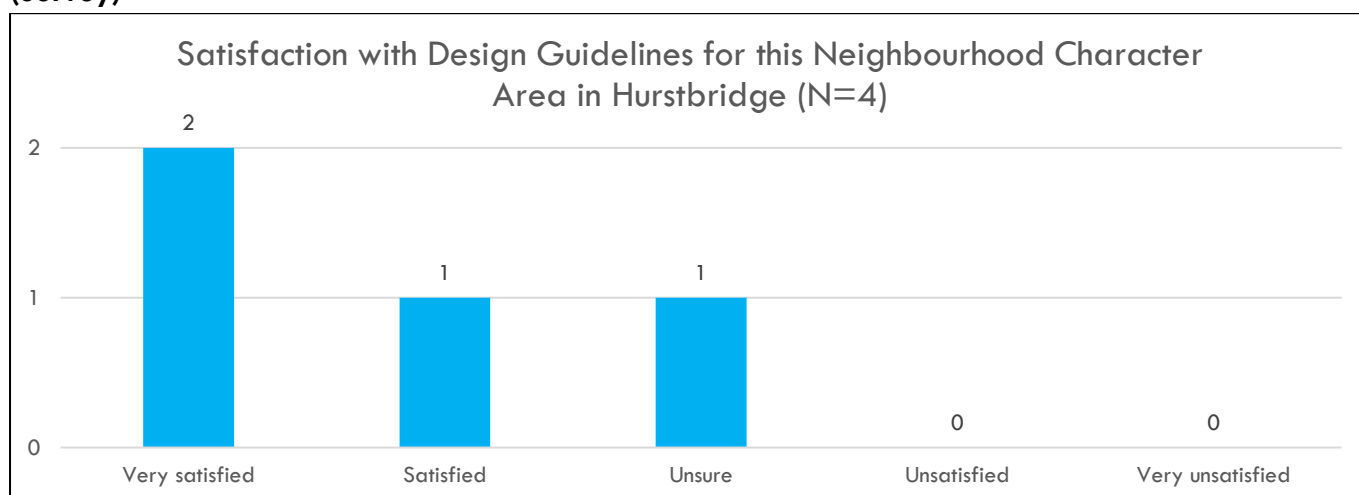 Satisfaction with Design Guidelines for this Neighbourhood Character
Area in Hurstbridge (N=4)
2
2
1
1
1
0
0
0
Very satisfied
Satisfied
Unsure
Unsatisfied
Very unsatisfied